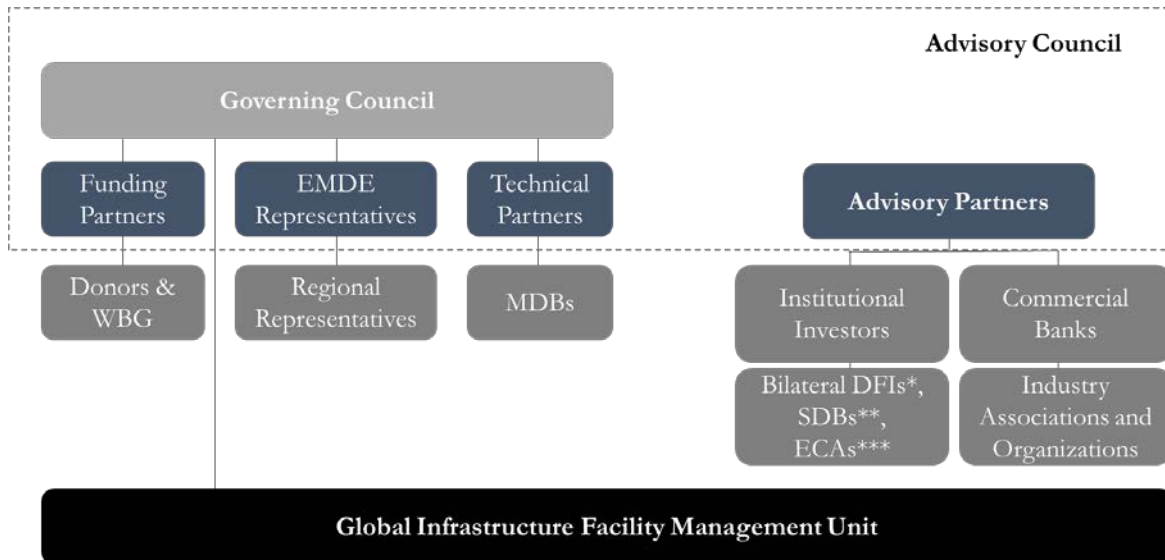 Advisory Council
Governing Council
Funding
Partners
EMDE
Representatives
Technical
Partners
Advisory Partners
Donors &
WBG
Regional
Representatives
MDBs
Institutional
Investors
Commercial
Banks
Bilateral DFIs*,
SDBs**,
ECAs***
Industry
Associations and
Organizations
Global Infrastructure Facility Management Unit